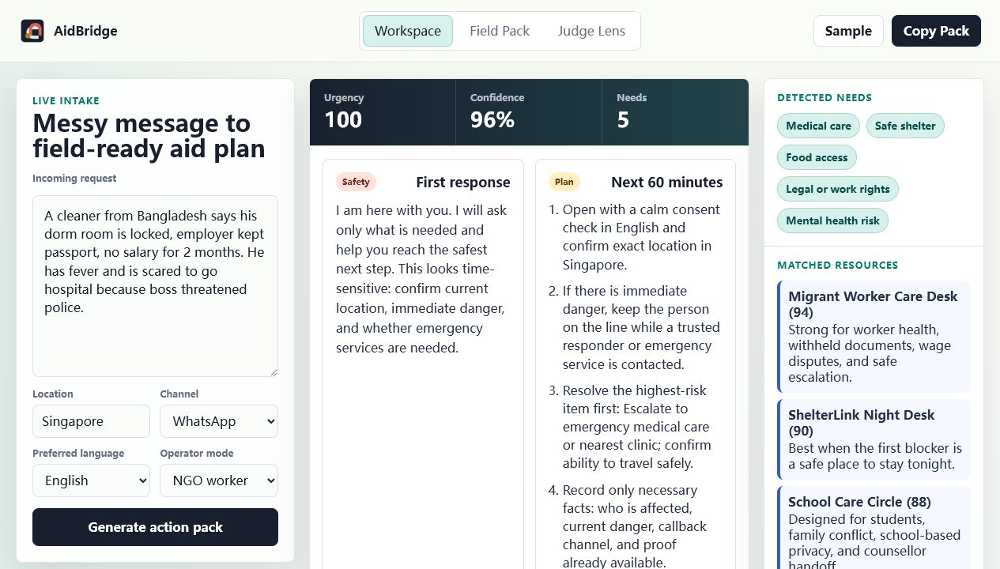 AidBridge
Workspace
Field Pack
Judge Lens
Sample
Copy Pack
LIVE INTAKE
Messy message to
field-ready aid plan
Incoming request
A cleaner from Bangladesh says his
dorm room is locked, employer kept
passport, no salary for 2 months. He
has fever and is scared to go
hospital because boss threatened
police.
Location
Channel
Singapore
WhatsApp
Preferred language
Operator mode
English
NGO worker
Generate action pack
Urgency
100
Confidence
96%
Needs
5
Safety
First response
I am here with you. I will ask
only what is needed and
help you reach the safest
next step. This looks time-
sensitive: confirm current
location, immediate danger,
and whether emergency
services are needed.
Plan
Next 60 minutes
1. Open with a calm consent
check in English and
confirm exact location in
Singapore.
2. If there is immediate
danger, keep the person
on the line while a trusted
responder or emergency
service is contacted.
3. Resolve the highest-risk
item first: Escalate to
emergency medical care
or nearest clinic; confirm
ability to travel safely.
4. Record only necessary
facts: who is affected,
current danger, callback
channel, and proof
already available.
DETECTED NEEDS
Medical care
Safe shelter
Food access
Legal or work rights
Mental health risk
MATCHED RESOURCES
Migrant Worker Care Desk
(94)
Strong for worker health,
withheld documents, wage
disputes, and safe
escalation.
ShelterLink Night Desk
(90)
Best when the first blocker is
a safe place to stay tonight.
School Care Circle (88)
Designed for students,
family conflict, school-based
privacy, and counsellor
handoff.